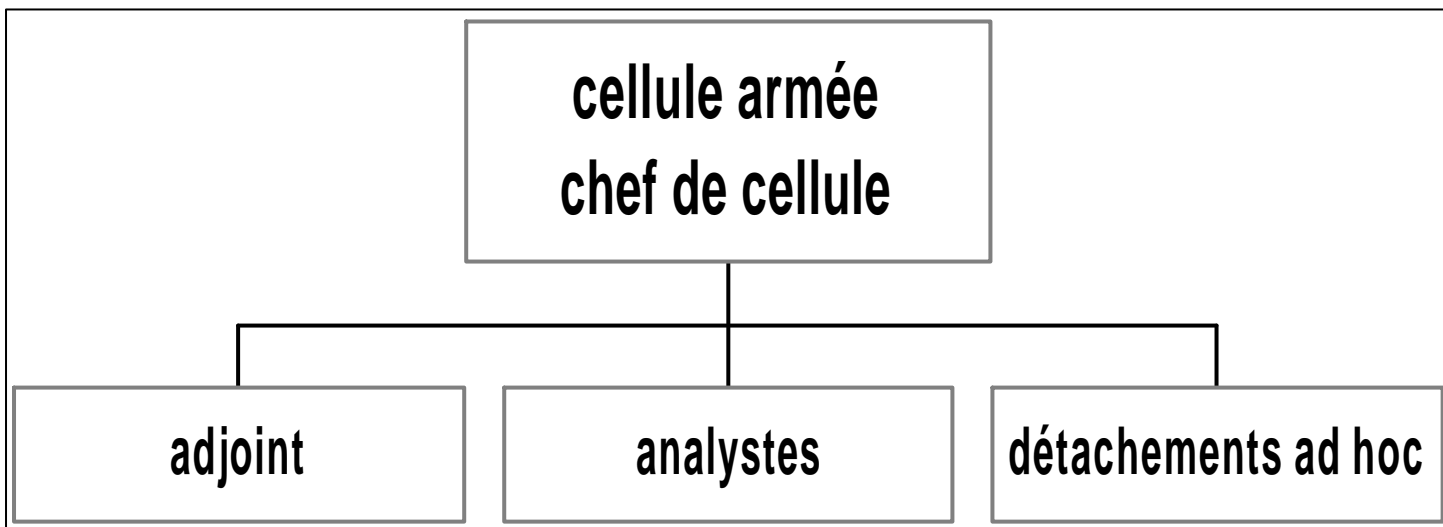 cellule armée
chef de cellule
adjoint
analystes
détachements ad hoc